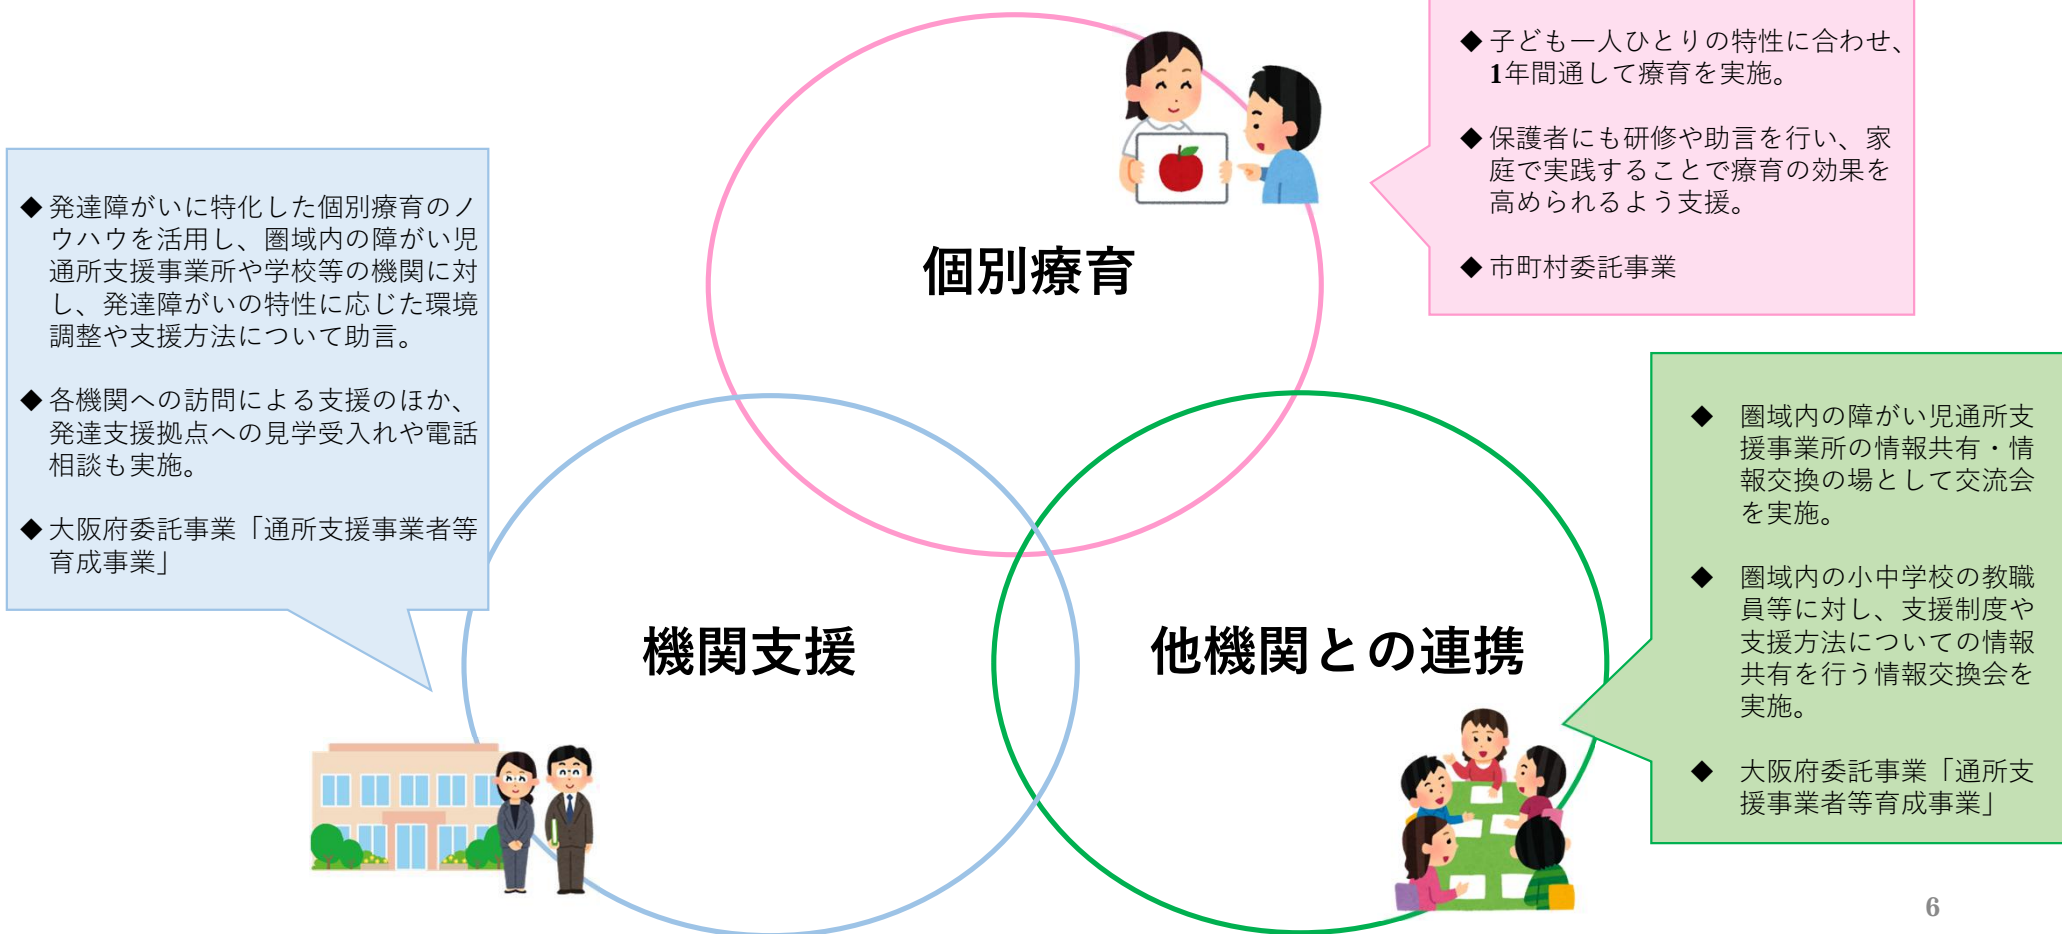 ◆子ども一人ひとりの特性に合わせ、
1年間通して療育を実施。
◆保護者にも研修や助言を行い、家
庭で実践することで療育の効果を
高められるよう支援。
◆市町村委託事業
個別療育
◆発達障がいに特化した個別療育のノ
ウハウを活用し、圏域内の障がい児
通所支援事業所や学校等の機関に対
し、発達障がいの特性に応じた環境
調整や支援方法について助言。
◆各機関への訪問による支援のほか、
発達支援拠点への見学受入れや電話
相談も実施。
◆大阪府委託事業「通所支援事業者等
育成事業」
機関支援
他機関との連携
◆ 圏域内の障がい児通所支
援事業所の情報共有・情
報交換の場として交流会
を実施。
◆ 圏域内の小中学校の教職
員等に対し、支援制度や
支援方法についての情報
共有を行う情報交換会を
実施。
◆ 大阪府委託事業「通所支
援事業者等育成事業」
6